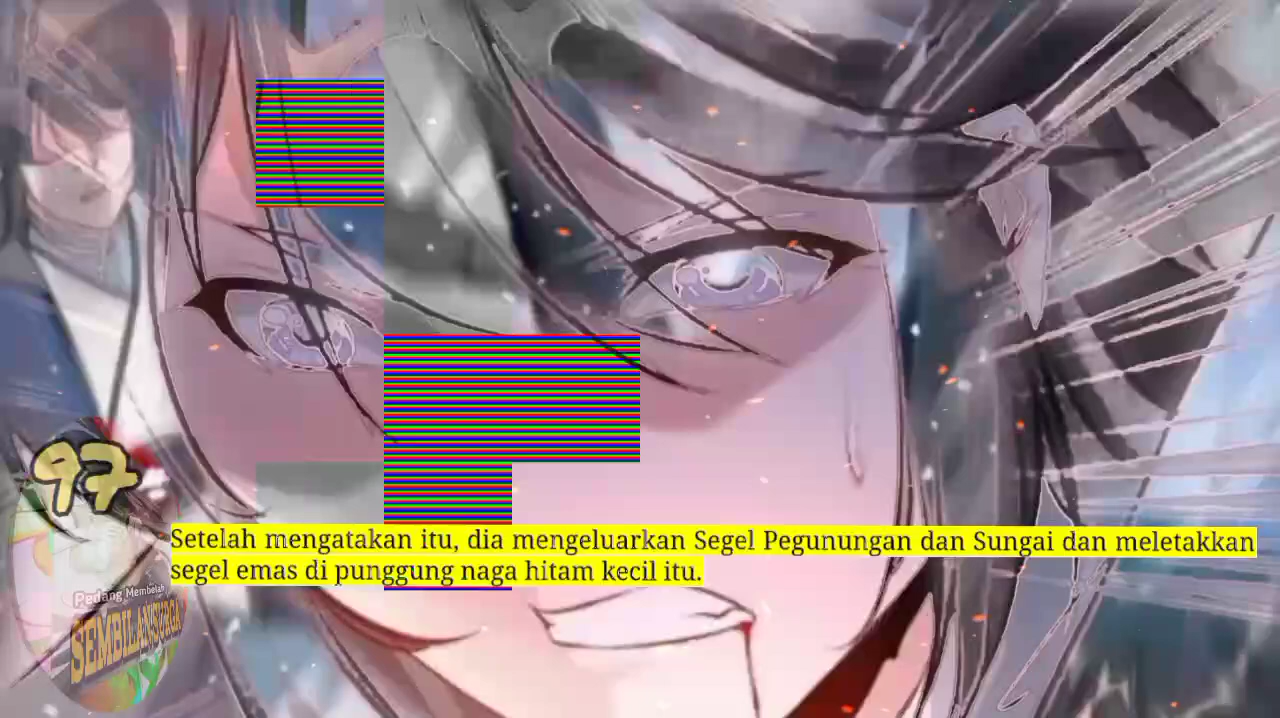 97
Setelah mengatakan itu, dia mengeluarkan Segel Pegunungan dan Sungai dan meletakkan
segel emas di punggung naga hitam kecil itu.
Pedang Membelah
SEMBILAN SURGA